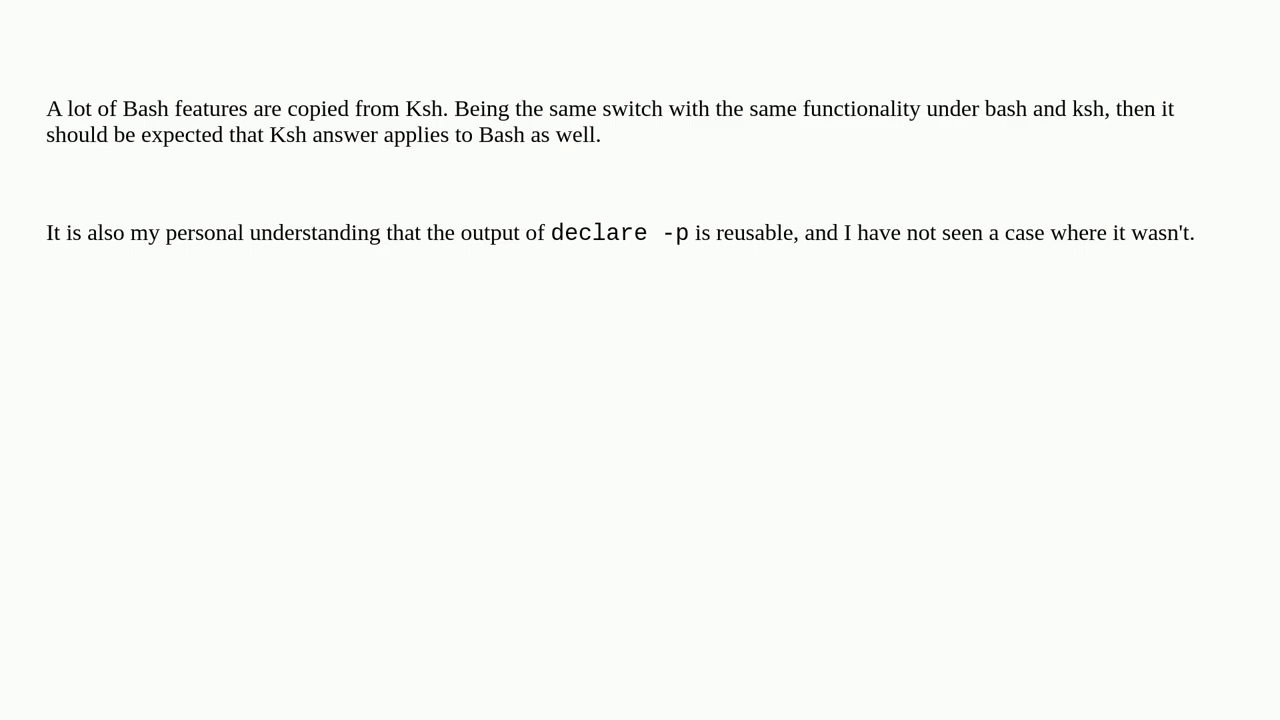 A lot of Bash features are copied from Ksh. Being the same switch with the same functionality under bash and ksh, then it
should be expected that Ksh answer applies to Bash as well.
It is also my personal understanding that the output of declare -p is reusable, and I have not seen a case where it wasn't.